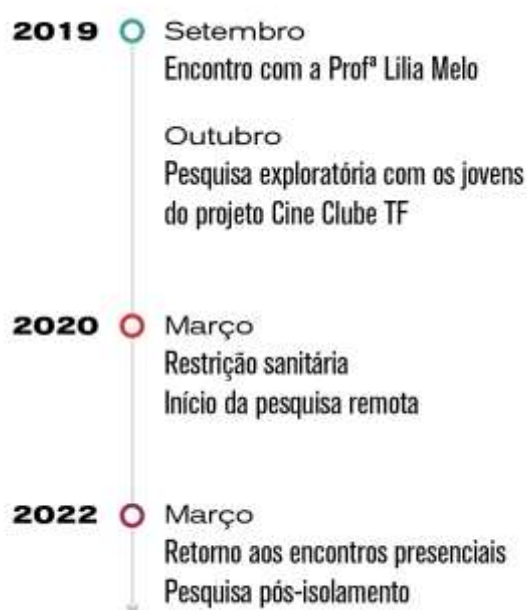 2019 Setembro
Encontro com a Profª Lilia Melo
Outubro
Pesquisa exploratória com os jovens
do projeto Cine Clube TF
2020 Março
Restrição sanitária
Início da pesquisa remota
2022 Março
Retorno aos encontros presenciais
Pesquisa pós-isolamento